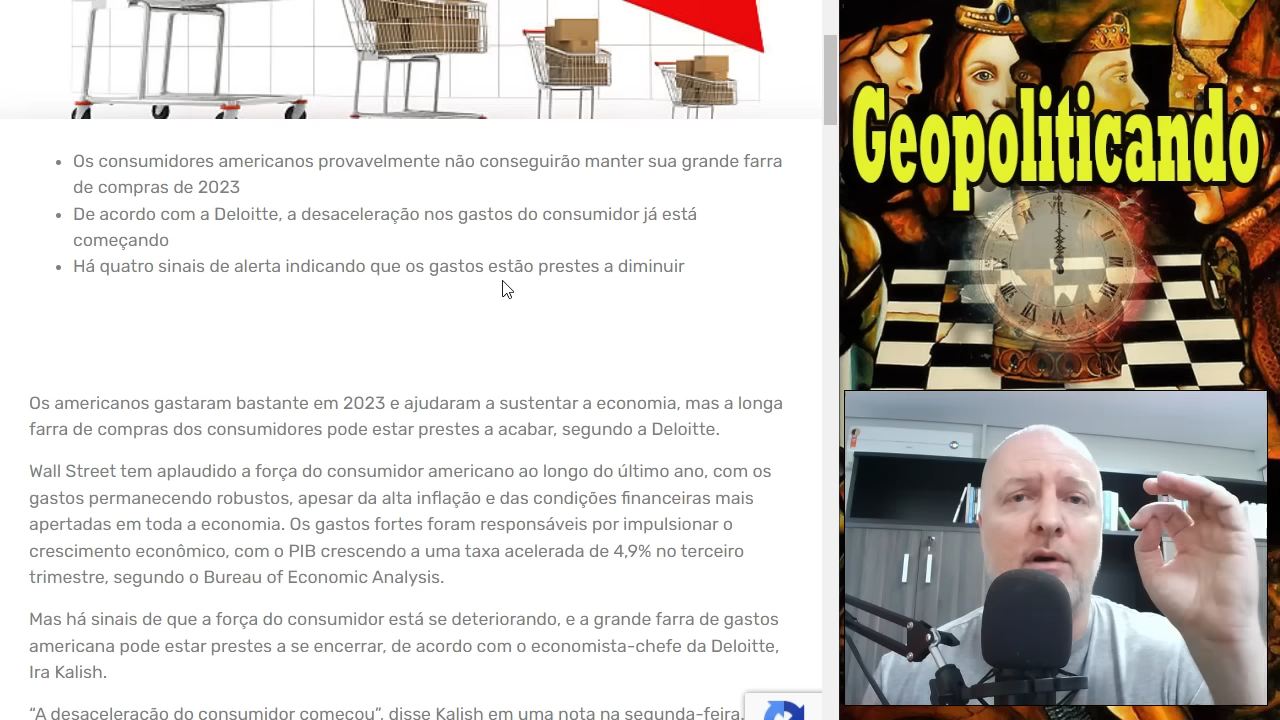 Os consumidores americanos provavelmente não conseguirão manter sua grande farra
de compras de 2023
De acordo com a Deloitte, a desaceleração nos gastos do consumidor já está
começando
Há quatro sinais de alerta indicando que os gastos estão prestes a diminuir
Os americanos gastaram bastante em 2023 e ajudaram a sustentar a economia, mas a longa
farra de compras dos consumidores pode estar prestes a acabar, segundo a Deloitte.
Wall Street tem aplaudido a força do consumidor americano ao longo do último ano, com os
gastos permanecendo robustos, apesar da alta inflação e das condições financeiras mais
apertadas em toda a economia. Os gastos fortes foram responsáveis por impulsionar o
crescimento econômico, com o PIB crescendo a uma taxa acelerada de 4,9% no terceiro
trimestre, segundo o Bureau of Economic Analysis.
Mas há sinais de que a força do consumidor está se deteriorando, e a grande farra de gastos
americana pode estar prestes a se encerrar, de acordo com o economista-chefe da Deloitte,
Ira Kalish.
“A desaceleração do consumidor começou”, disse Kalish em uma nota na segunda-feira.
Geopoliticando